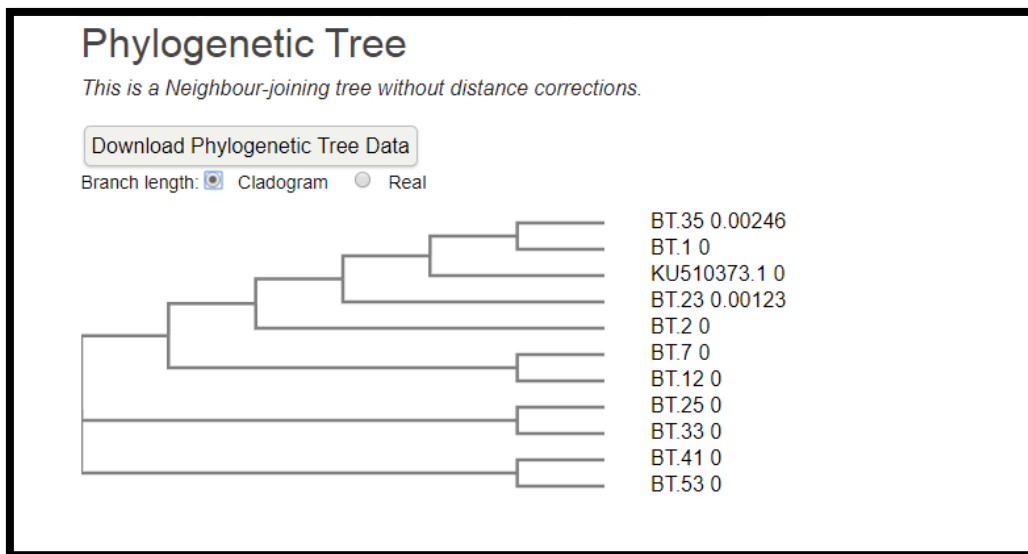 Phylogenetic Tree
This is a Neighbour-joining tree without distance corrections.
Download Phylogenetic Tree Data
Branch length: Cladogram Real
BT.35 0.00246
BT.1 0
KU510373.1 0
BT.23 0.00123
BT.2 0
BT.7 0
BT.12 0
BT.25 0
BT.33 0
BT.41 0
BT.53 0